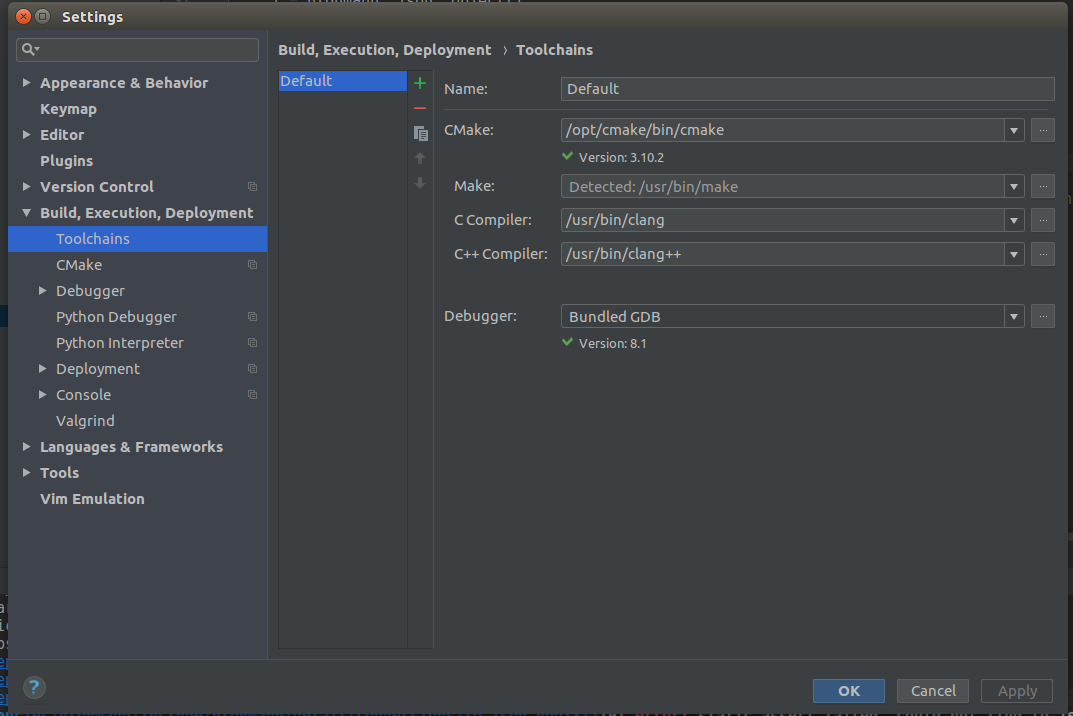 Settings
Build, Execution, Deployment › Toolchains
Appearance & Behavior
Keymap
Editor
Plugins
Version Control
Build, Execution, Deployment
Toolchains
CMake
Debugger
Python Debugger
Python Interpreter
Deployment
Console
Valgrind
Languages & Frameworks
Tools
Vim Emulation
Default
Name: Default
CMake: /opt/cmake/bin/cmake
Version: 3.10.2
Make: Detected: /usr/bin/make
C Compiler: /usr/bin/clang
C++ Compiler: /usr/bin/clang++
Debugger: Bundled GDB
Version: 8.1
?
OK Cancel Apply